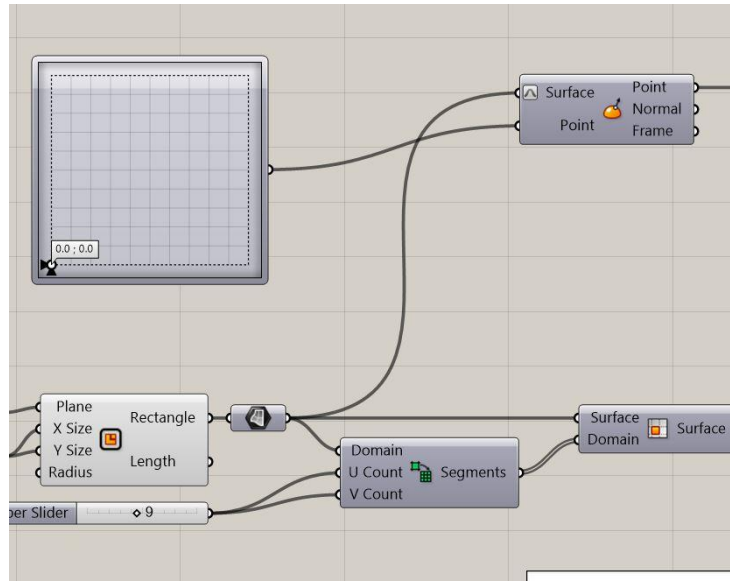 Surface
Point
Point
Normal
Frame
0.0 ; 0.0
Plane
X Size
Y Size
Radius
Rectangle
Length
Domain
U Count
V Count
Segments
Surface
Domain
Surface
per Slider
9